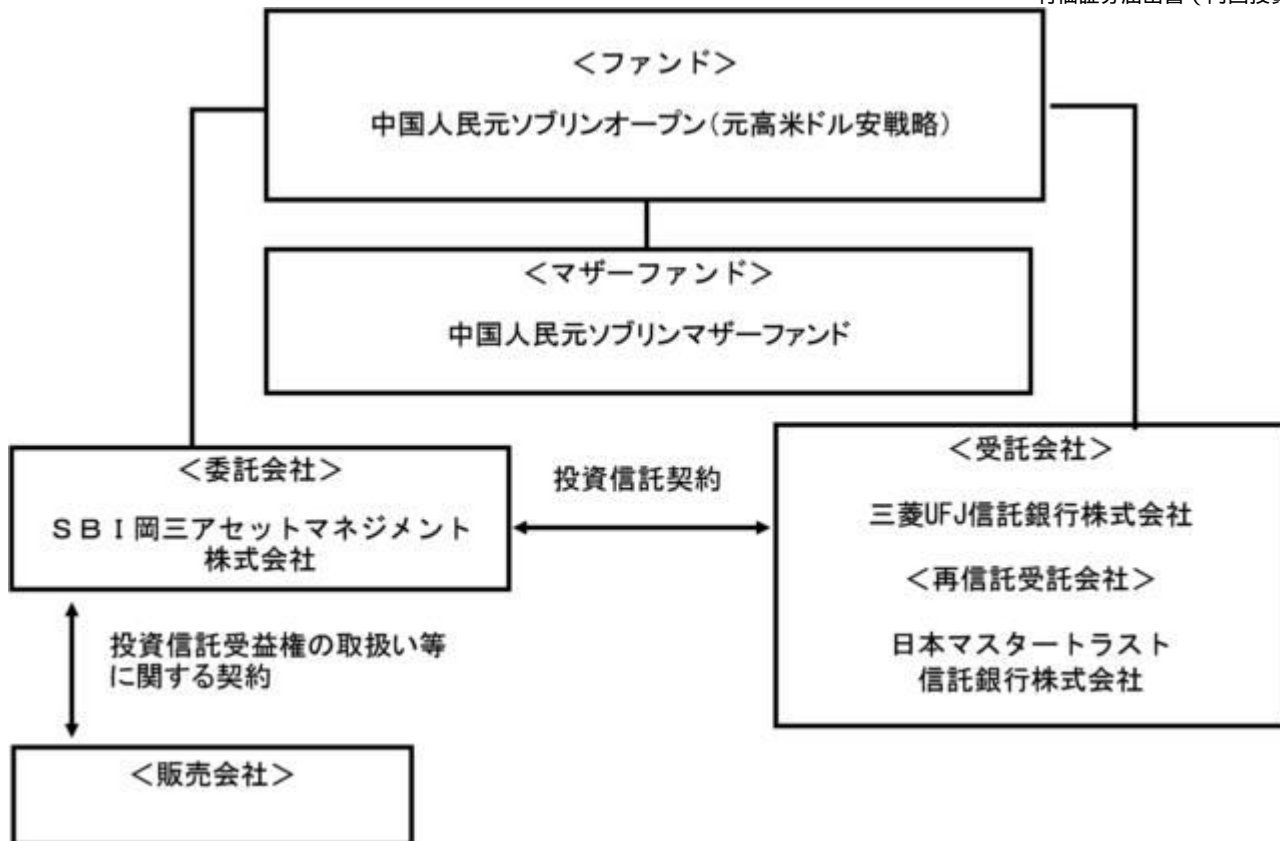 ＜ファンド＞
中国人民元ソブリンオープン（元高米ドル安戦略）
＜マザーファンド＞
中国人民元ソブリンマザーファンド
＜委託会社＞
ＳＢＩ岡三アセットマネジメント
株式会社
投資信託契約
＜受託会社＞
三菱UFJ信託銀行株式会社
＜再信託受託会社＞
日本マスタートラスト
信託銀行株式会社
投資信託受益権の取扱い等
に関する契約
＜販売会社＞